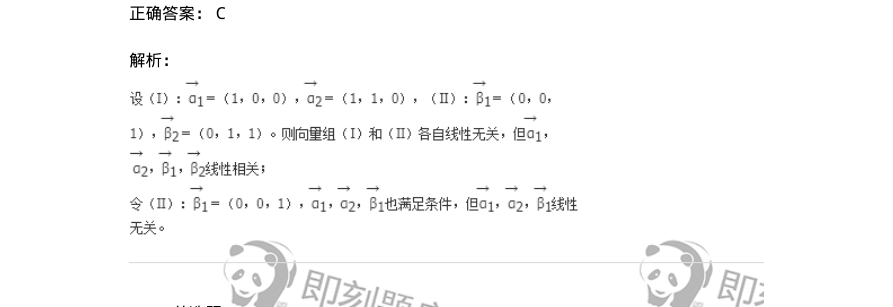 正确答案： C
解析：
设（I）：α1=（1，0，0），α2=（1，1，0），（II）：β1=（0，0，
1），β2=（0，1，1）。则向量组（I）和（II）各自线性无关，但α1，
α2，β1，β2线性相关；
令（II）：β1=（0，0，1），α1，α2，β1也满足条件，但α1，α2，β1线性
无关。
即刻题库
即刻题